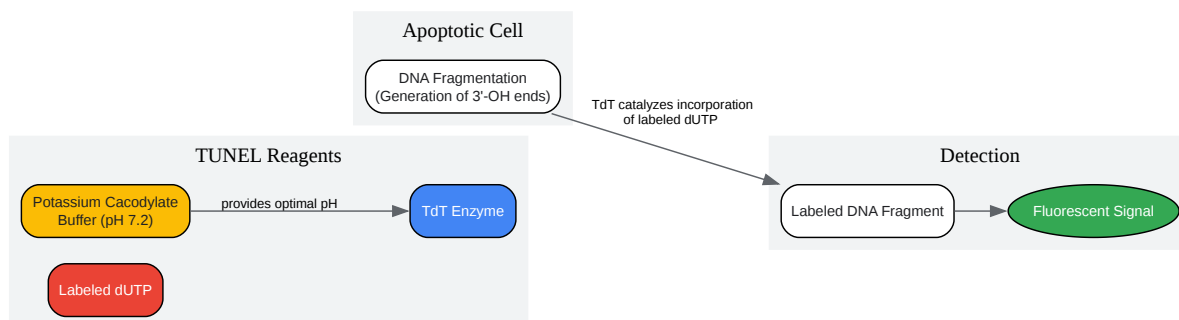 Apoptotic Cell
DNA Fragmentation
(Generation of 3'-OH ends)
TdT catalyzes incorporation
of labeled dUTP
TUNEL Reagents
Potassium Cacodylate
Buffer (pH 7.2)
provides optimal pH
TdT Enzyme
Labeled dUTP
Detection
Labeled DNA Fragment
Fluorescent Signal